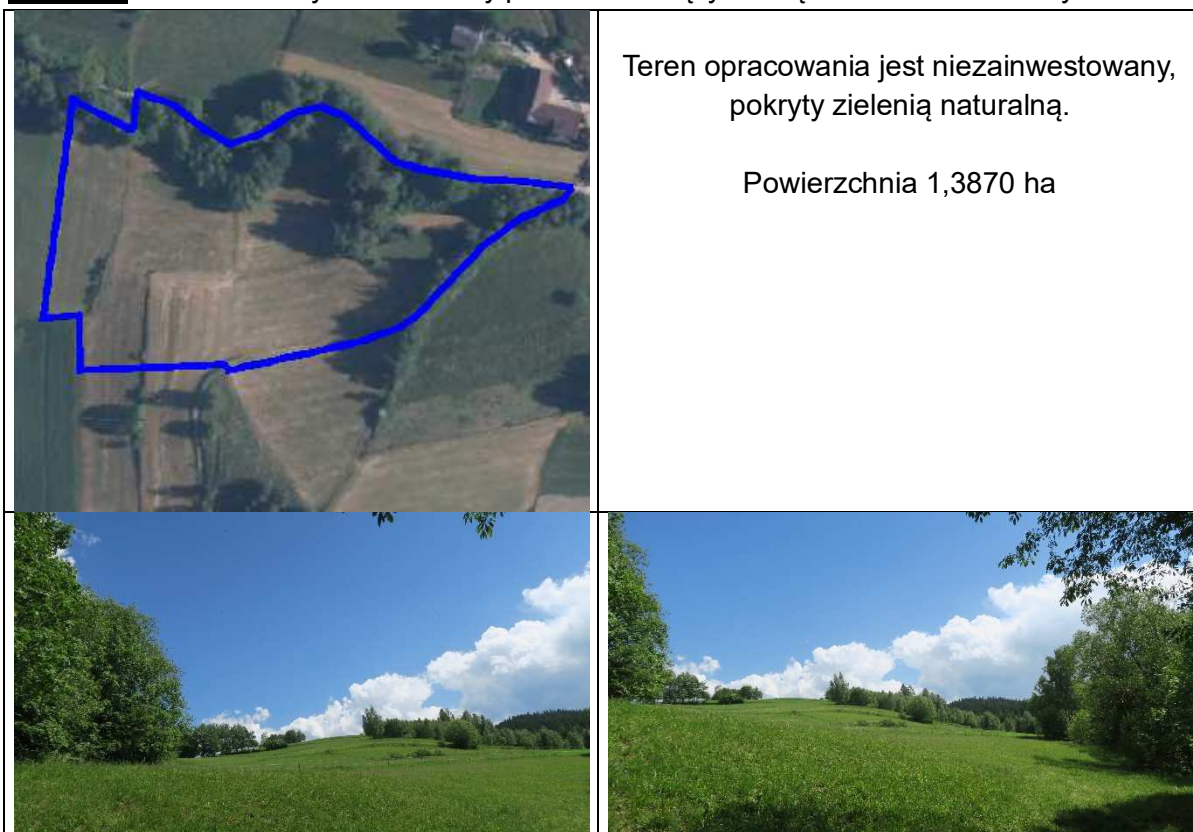 Teren opracowania jest niezainwestowany,
pokryty zielenią naturalną.
Powierzchnia 1,3870 ha